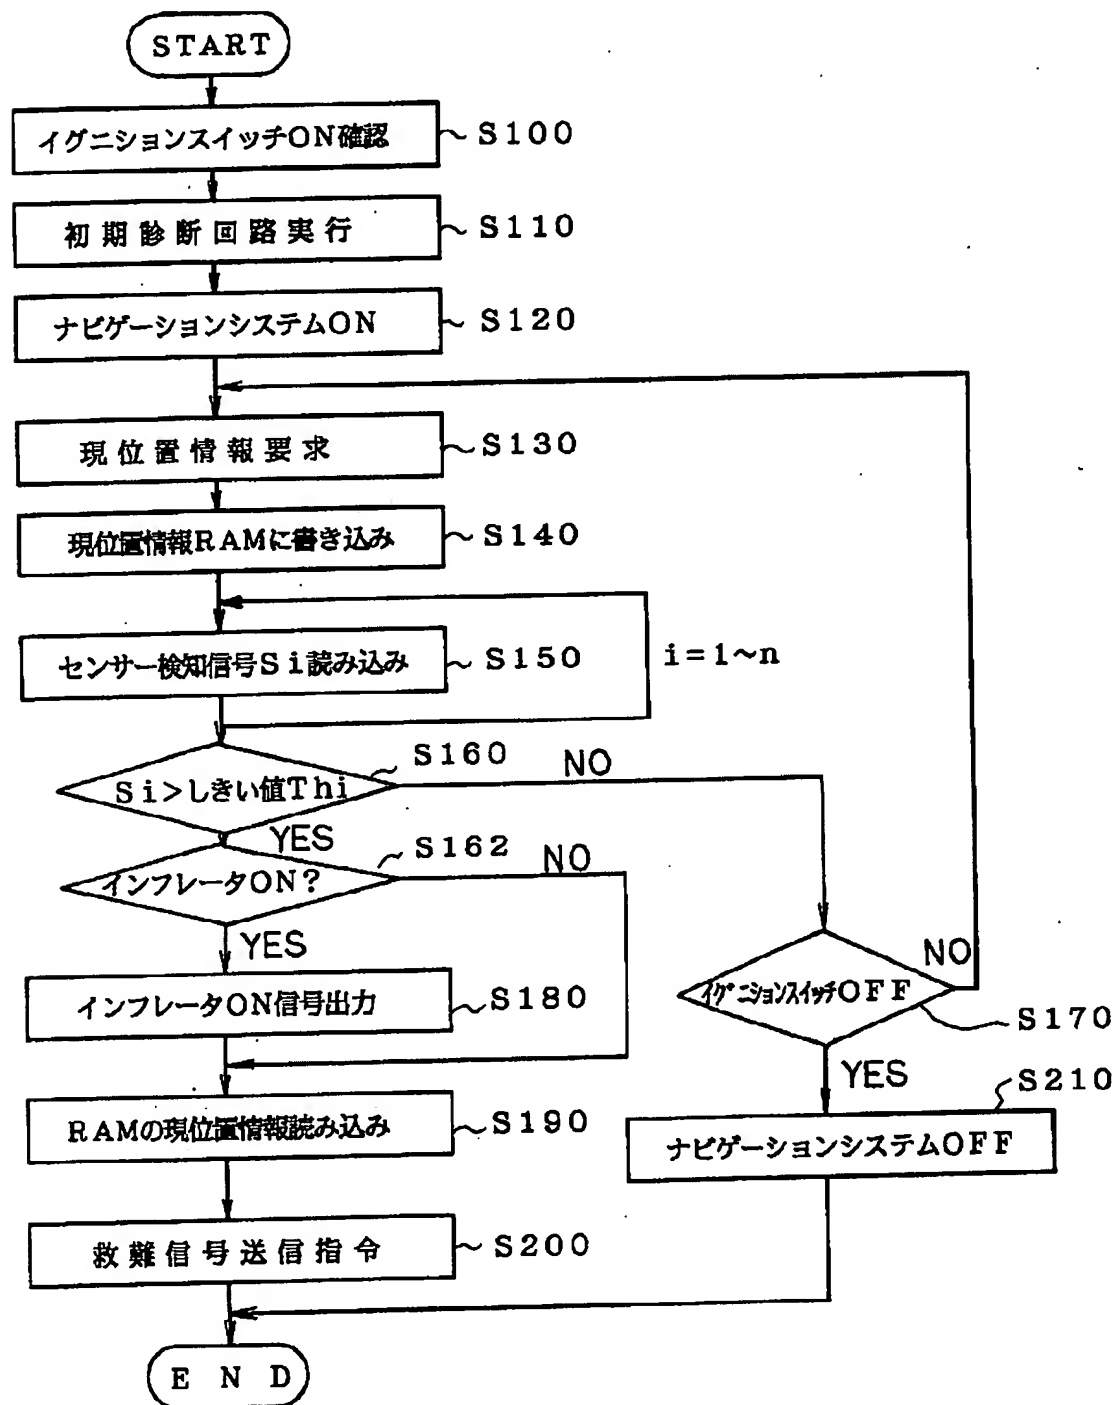 START
イグニションスイッチON確認 ~S100
初期診断回路実行 ~S110
ナビゲーションシステムON ~S120
現位置情報要求 ~S130
現位置情報RAMに書き込み ~S140
センサー検知信号Si読み込み ~S150
i=1~n
Si>しきい値Thi ~S160
NO
YES
インフレータON? ~S162
NO
YES
インフレータON信号出力 ~S180
イグニションスイッチOFF
NO
S170
YES
RAMの現位置情報読み込み ~S190
S210
ナビゲーションシステムOFF
救難信号送信指令 ~S200
END